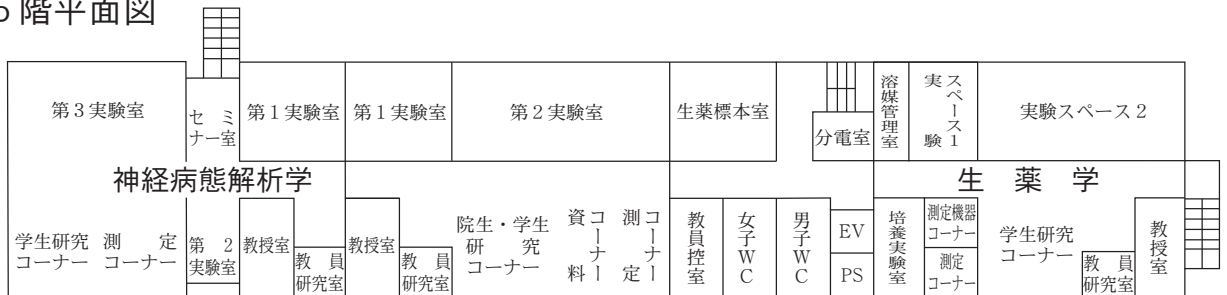 階平面図
第3実験室
セミ
ナー室
第1実験室
第1実験室
第2実験室
生薬標本室
分電室
溶媒管理室
実験
スペース1
実験スペース2
神経病態解析学
生薬学
学生研究
コーナー
測定
コーナー
第2
実験室
教授室
教員
研究室
教授室
教員
研究室
院生・学生
研究
コーナー
資料
コーナー
測定
コーナー
教員控室
女子WC
男子WC
EV
PS
培養実験室
測定機器
コーナー
測定
コーナー
学生研究
コーナー
教員
研究室
教授室